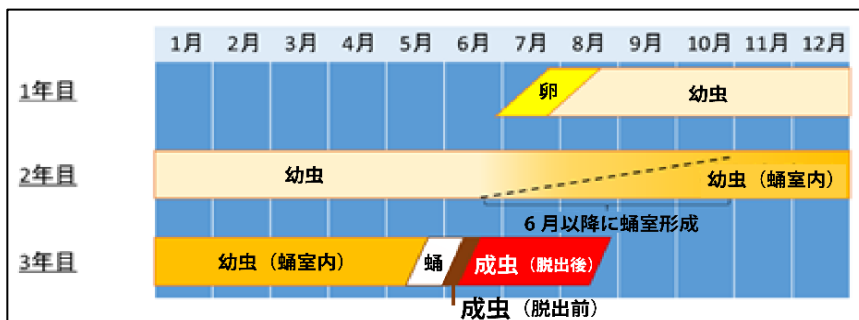 1月 2月 3月 4月 5月 6月 7月 8月 9月 10月 11月 12月
1年目 卵 幼虫
2年目 幼虫 幼虫（蛹室内）
6月以降に蛹室形成
3年目 幼虫（蛹室内） 蛹 成虫（脱出後）
成虫（脱出前）